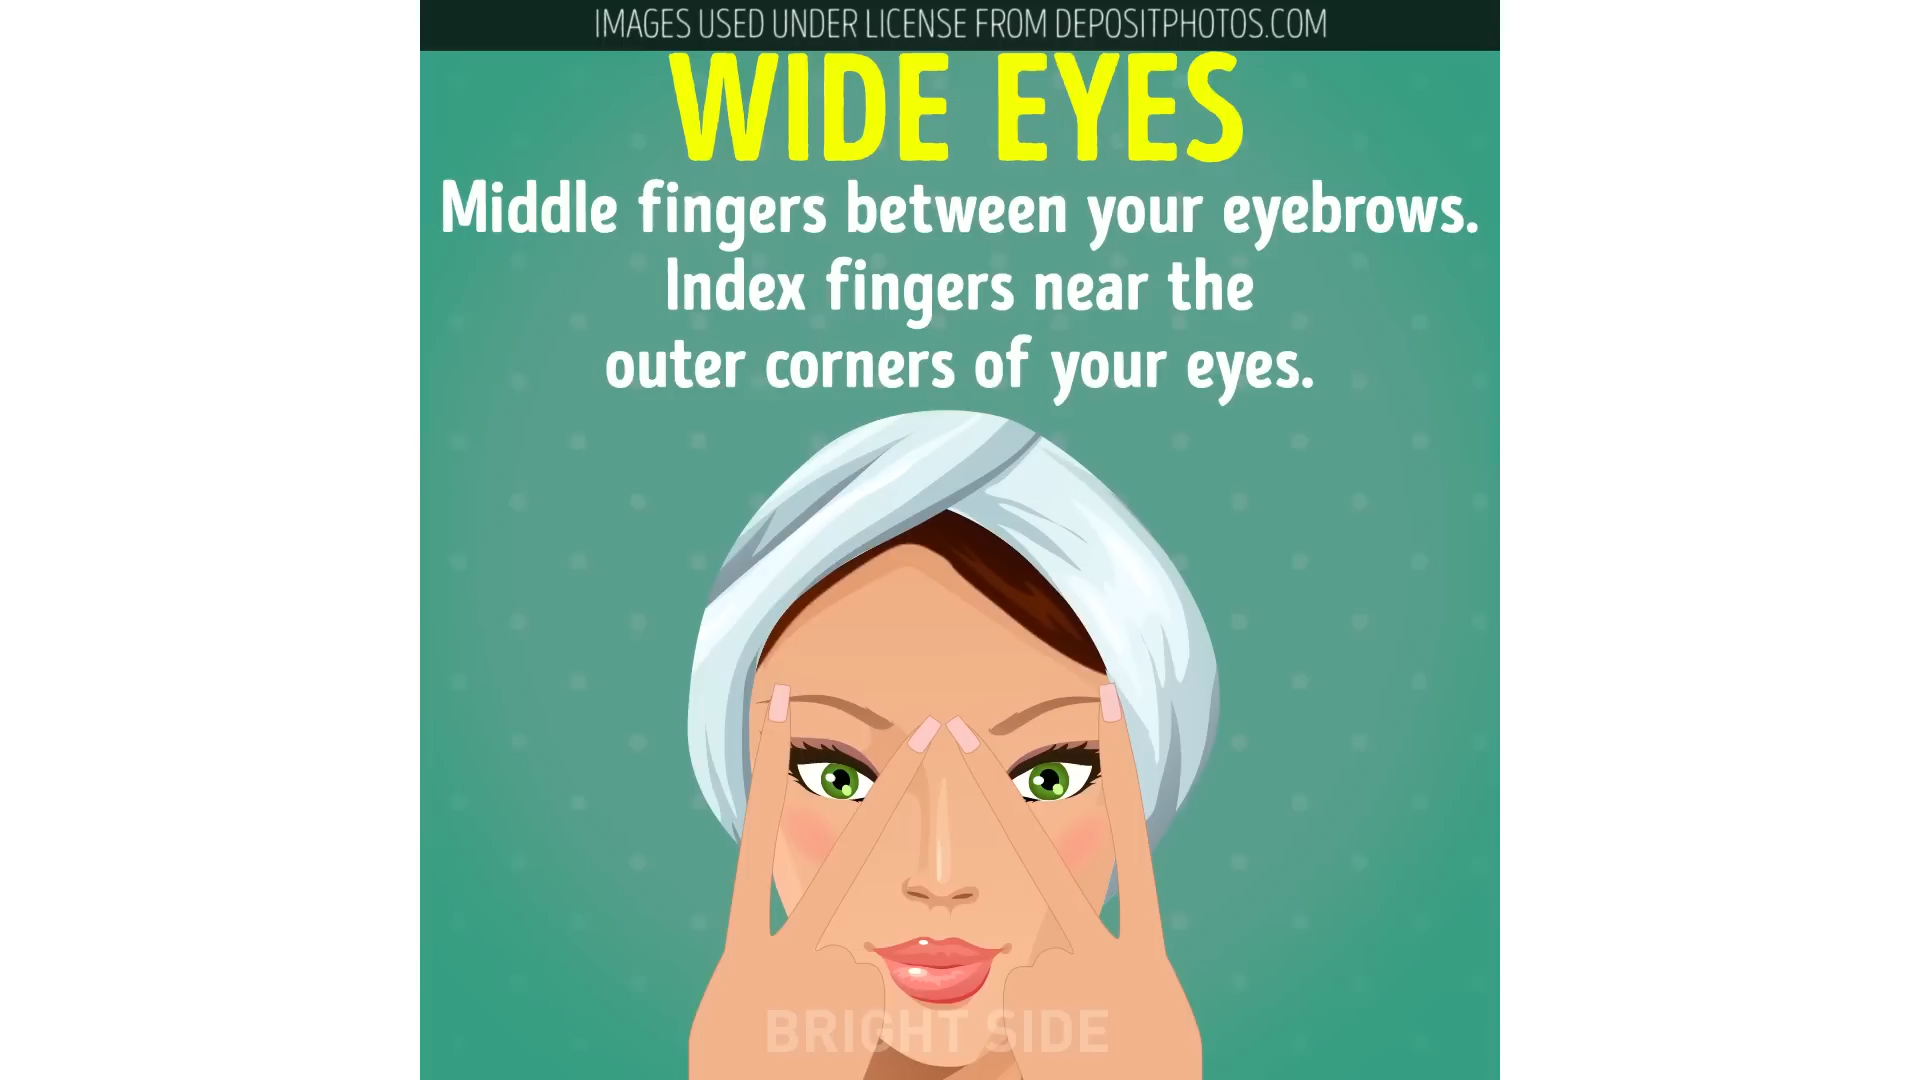 IMAGES USED UNDER LICENSE FROM DEPOSITPHOTOS.COM
WIDE EYES
Middle fingers between your eyebrows.
Index fingers near the
outer corners of your eyes.
BRIGHT SIDE